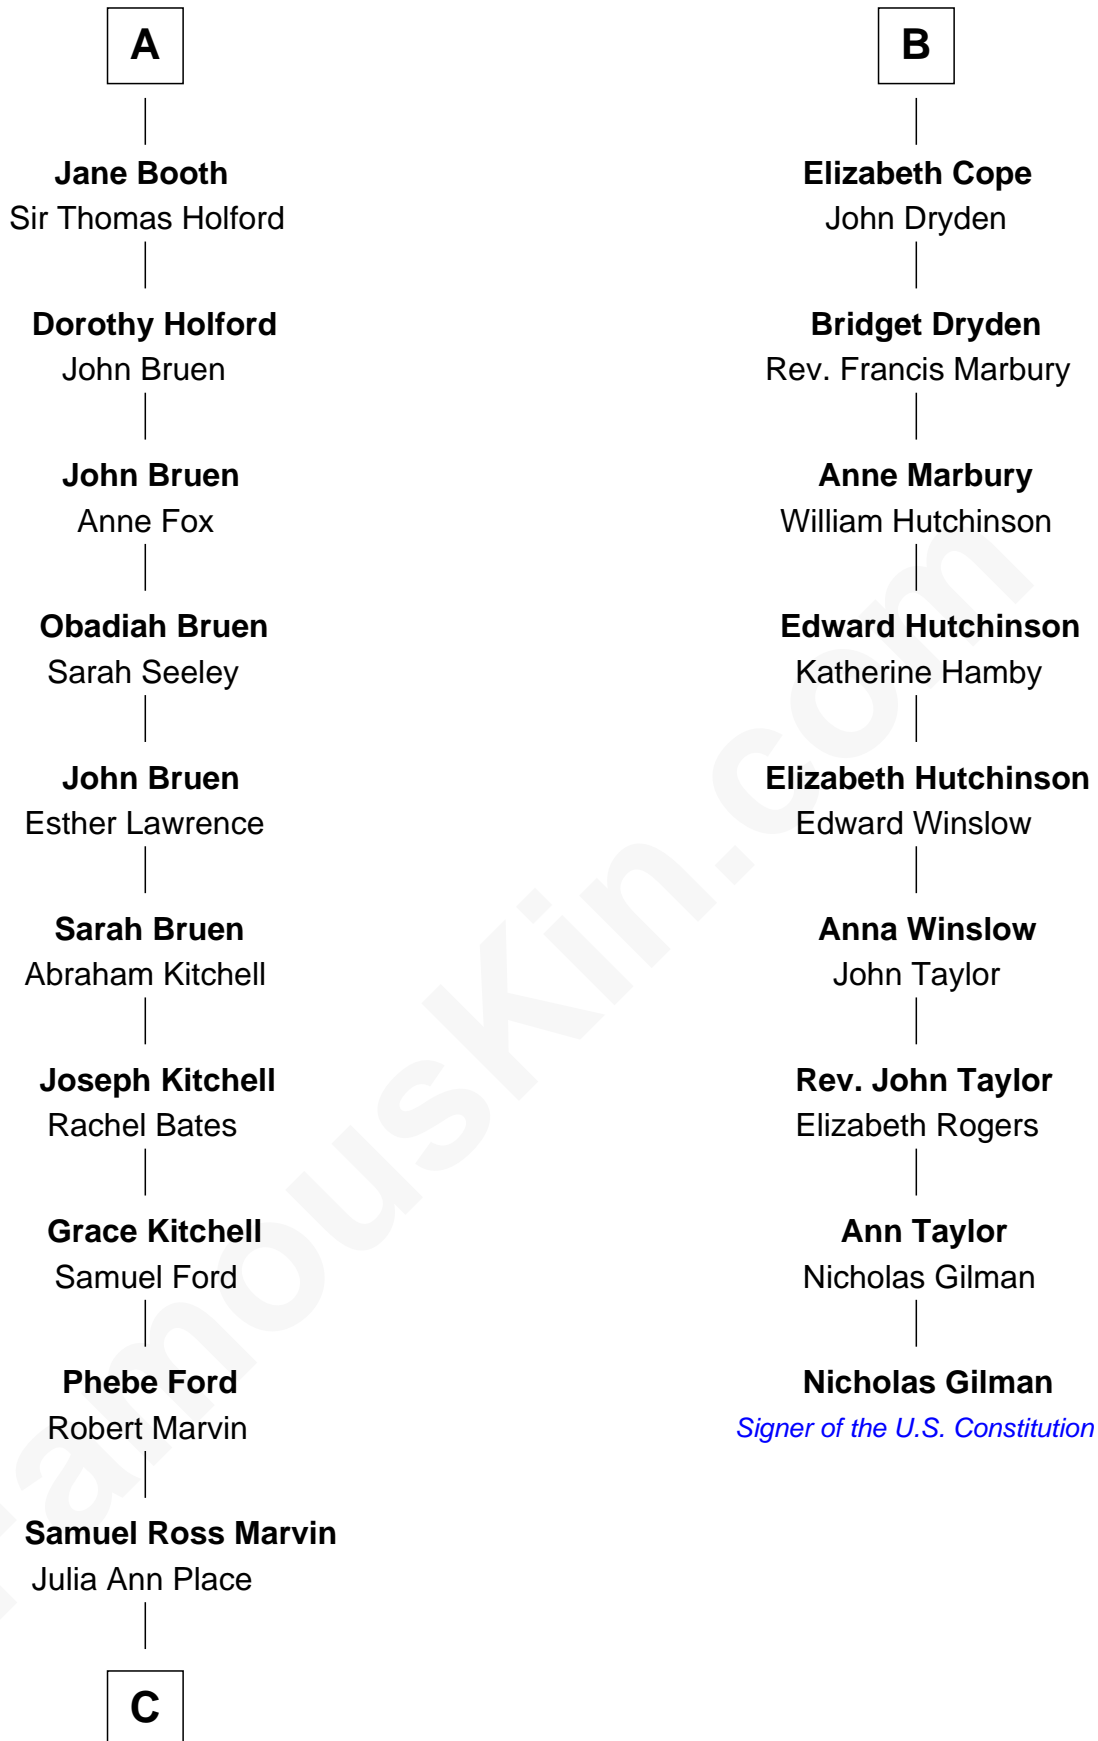 A
Jane Booth
Sir Thomas Holford
Dorothy Holford
John Bruen
John Bruen
Anne Fox
Obadiah Bruen
Sarah Seeley
John Bruen
Esther Lawrence
Sarah Bruen
Abraham Kitchell
Joseph Kitchell
Rachel Bates
Grace Kitchell
Samuel Ford
Phebe Ford
Robert Marvin
Samuel Ross Marvin
Julia Ann Place
C
B
Elizabeth Cope
John Dryden
Bridget Dryden
Rev. Francis Marbury
Anne Marbury
William Hutchinson
Edward Hutchinson
Katherine Hamby
Elizabeth Hutchinson
Edward Winslow
Anna Winslow
John Taylor
Rev. John Taylor
Elizabeth Rogers
Ann Taylor
Nicholas Gilman
Nicholas Gilman
Signer of the U.S. Constitution
FamousKin.com